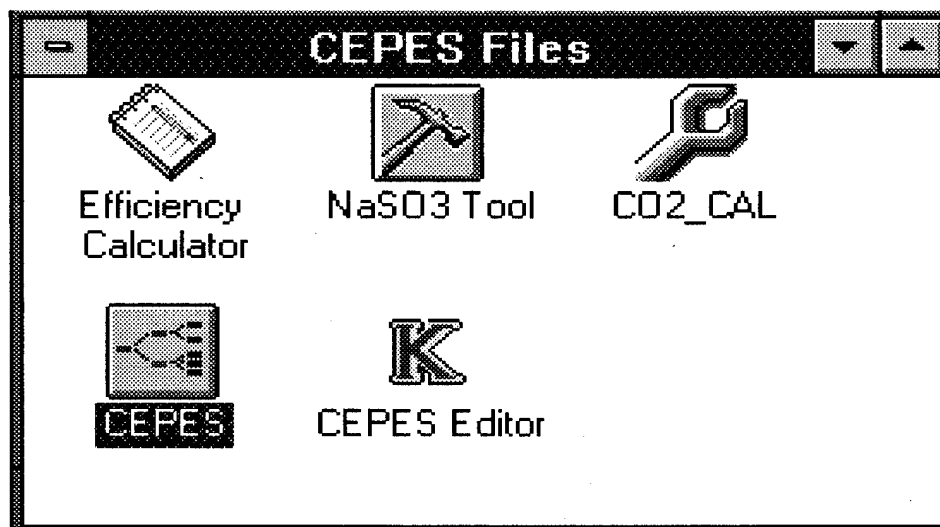 CEPES Files
Efficiency
Calculator
NaSO3 Tool
CO2_CAL
CEPES
K
CEPES Editor